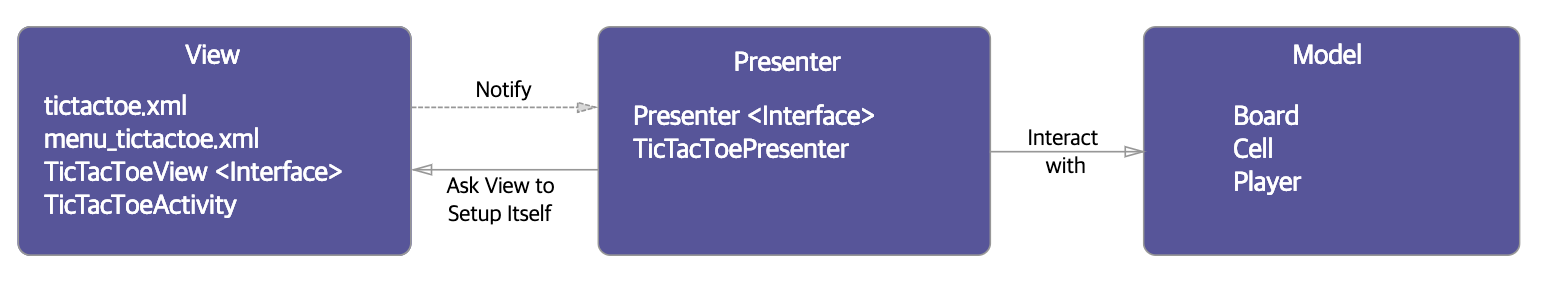 View
tictactoe.xml
menu_tictactoe.xml
TicTacToeView <Interface>
TicTacToeActivity
Notify
Ask View to
Setup Itself
Presenter
Presenter <Interface>
TicTacToePresenter
Interact
with
Model
Board
Cell
Player